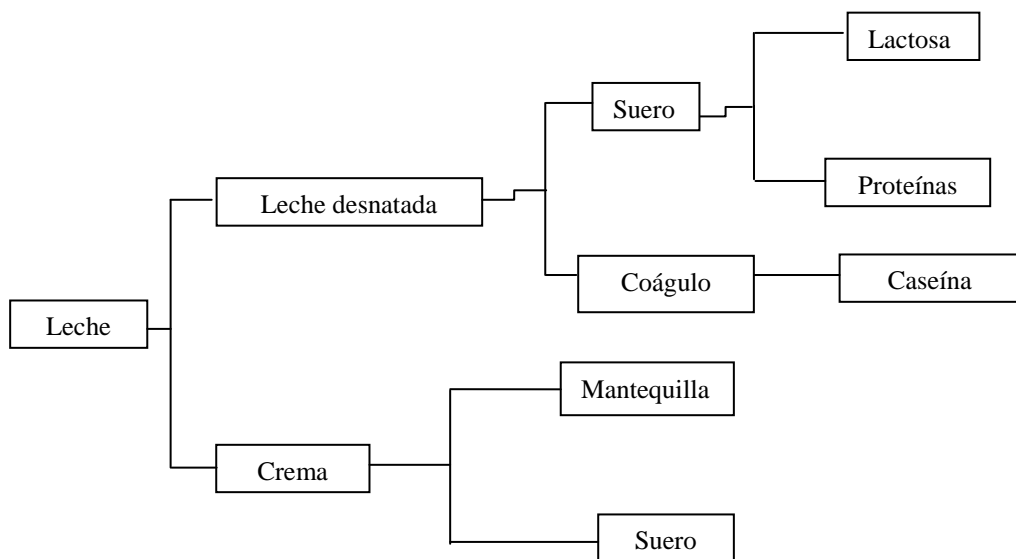 Lactosa
Suero
Proteínas
Leche desnatada
Coágulo
Caseína
Leche
Mantequilla
Crema
Suero